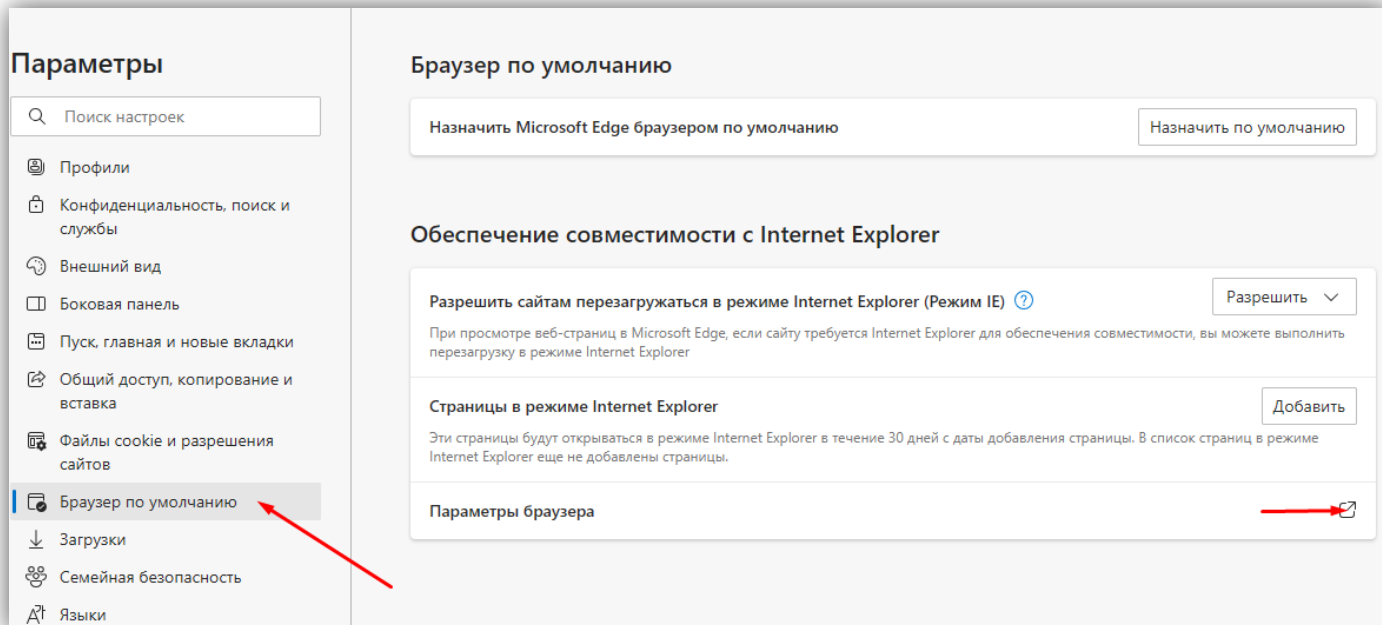 Параметры
Поиск настроек
Профили
Конфиденциальность, поиск и
службы
Внешний вид
Боковая панель
Пуск, главная и новые вкладки
Общий доступ, копирование и
вставка
Файлы cookie и разрешения
сайтов
Браузер по умолчанию
Загрузки
Семейная безопасность
Языки
Браузер по умолчанию
Назначить Microsoft Edge браузером по умолчанию
Назначить по умолчанию
Обеспечение совместимости с Internet Explorer
Разрешить сайтам перезагружаться в режиме Internet Explorer (Режим IE)
Разрешить
При просмотре веб-страниц в Microsoft Edge, если сайту требуется Internet Explorer для обеспечения совместимости, вы можете выполнить
перезагрузку в режиме Internet Explorer
Страницы в режиме Internet Explorer
Добавить
Эти страницы будут открываться в режиме Internet Explorer в течение 30 дней с даты добавления страницы. В список страниц в режиме
Internet Explorer еще не добавлены страницы.
Параметры браузера